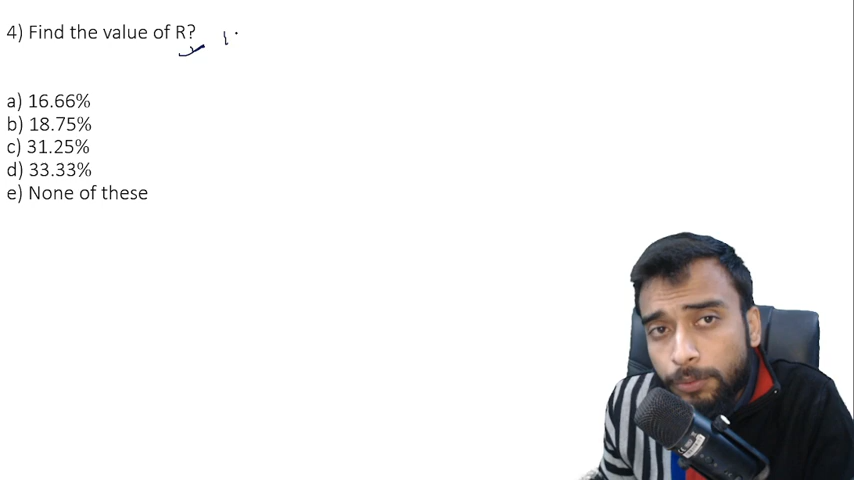 4) Find the value of R?
a) 16.66%
b) 18.75%
c) 31.25%
d) 33.33%
e) None of these